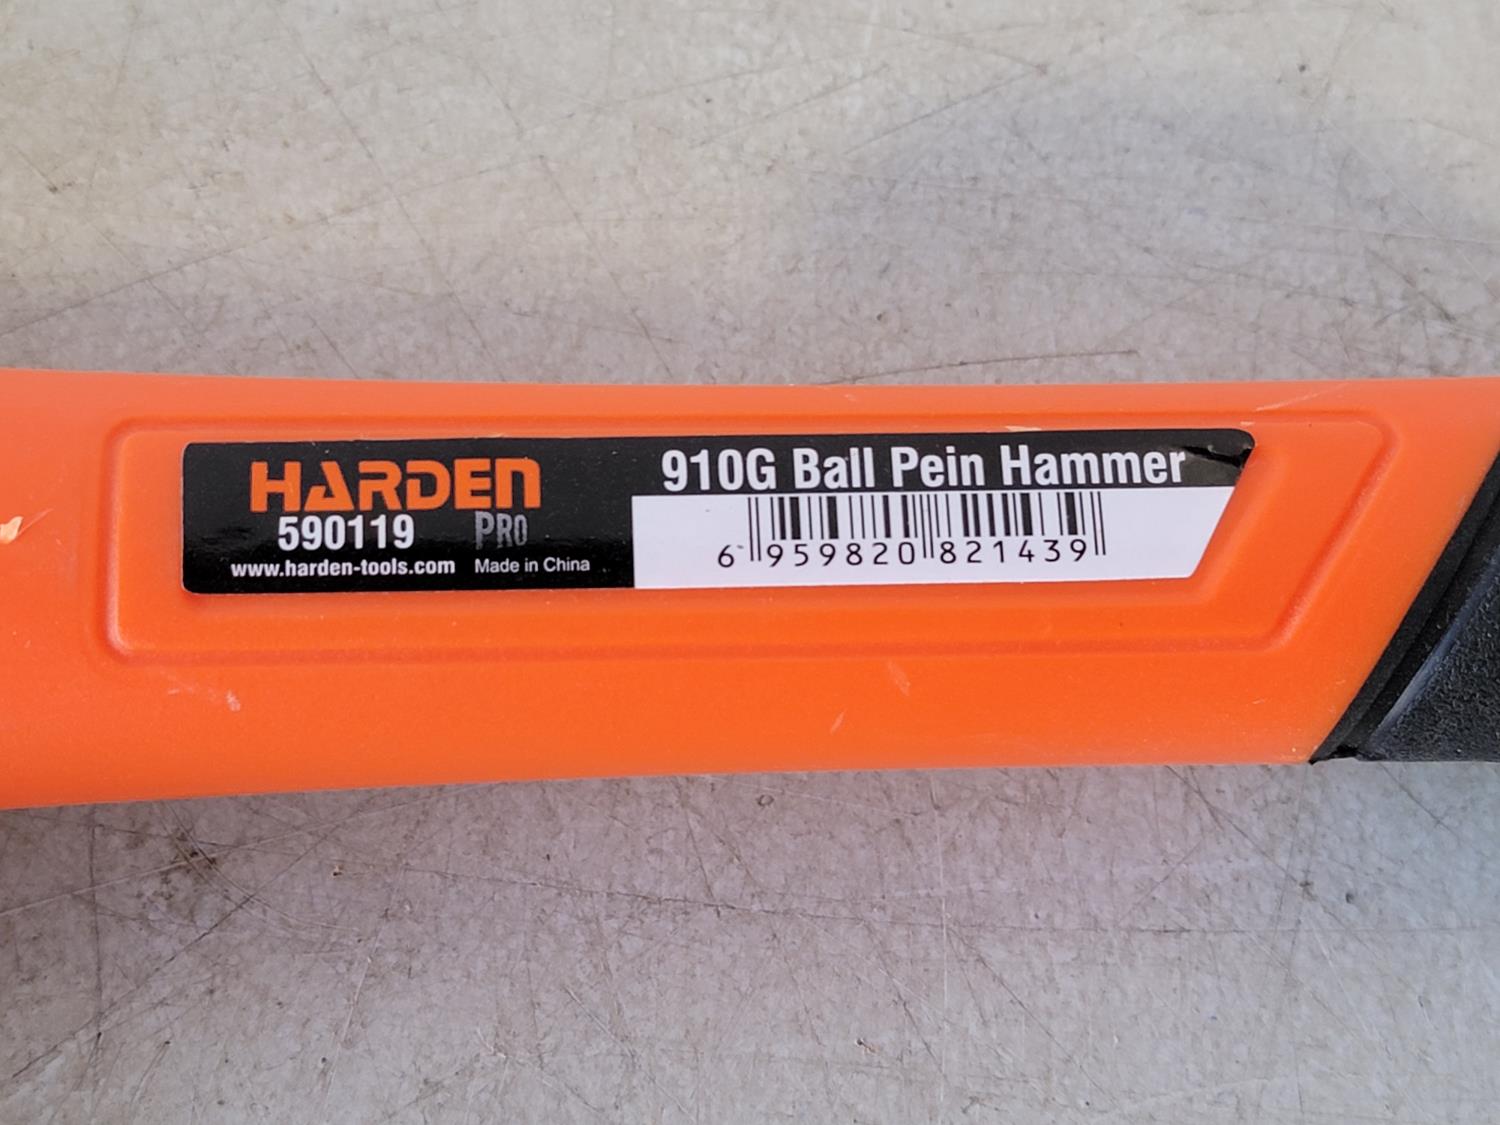 HARDEN
590119 PRO
www.harden-tools.com Made in China
910G Ball Pein Hammer
6 959820 821439